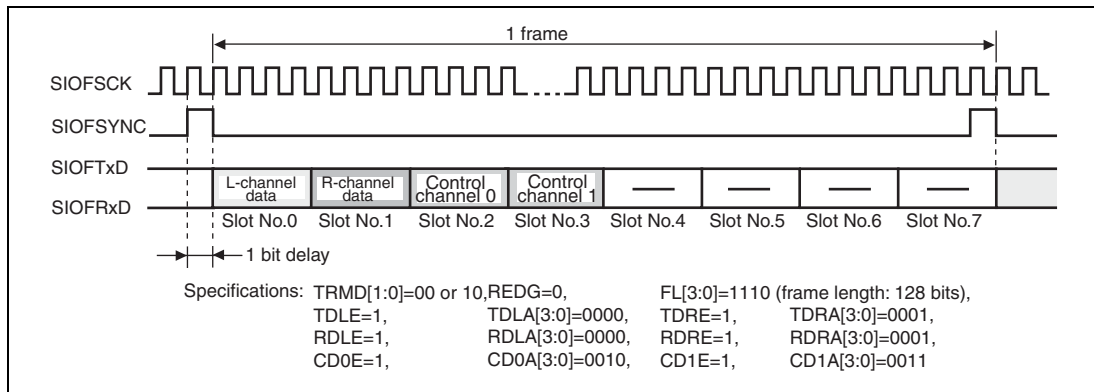 1 frame
SIOFSCK
SIOFSYNC
SIOFTxD
SIOFRxD
L-channel data
R-channel data
Control channel 0
Control channel 1
Slot No.0 Slot No.1 Slot No.2 Slot No.3 Slot No.4 Slot No.5 Slot No.6 Slot No.7
1 bit delay
Specifications: TRMD[1:0]=00 or 10, REDG=0, FL[3:0]=1110 (frame length: 128 bits),
TDLE=1, TDLA[3:0]=0000, TDRE=1, TDRA[3:0]=0001,
RDLE=1, RDLA[3:0]=0000, RDRE=1, RDRA[3:0]=0001,
CD0E=1, CD0A[3:0]=0010, CD1E=1, CD1A[3:0]=0011